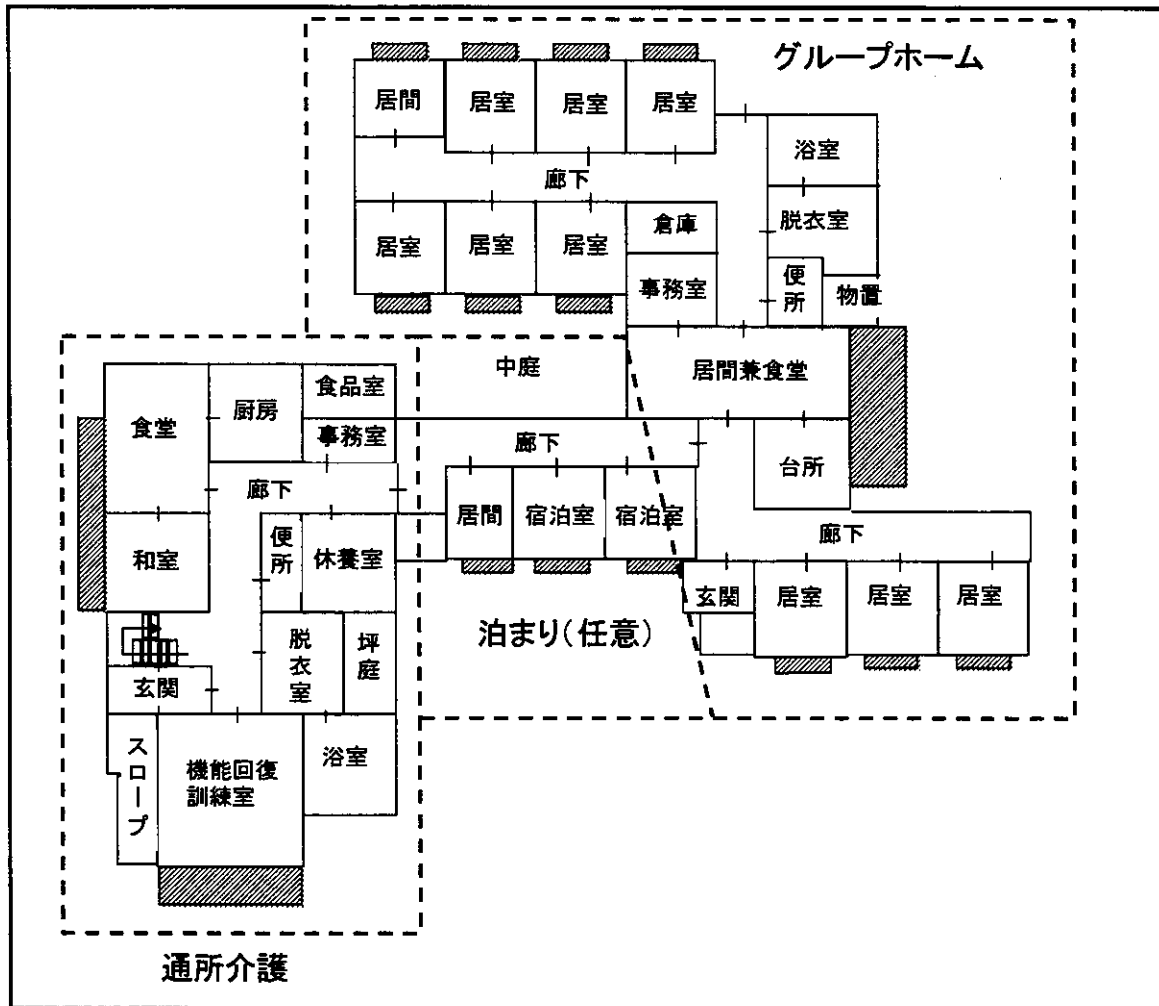 グループホーム
居間
居室
居室
居室
浴室
廊下
脱衣室
居室
居室
居室
倉庫
事務室
便所
物置
中庭
居間兼食堂
食堂
厨房
食品室
事務室
廊下
台所
廊下
居間
宿泊室
宿泊室
廊下
和室
便所
休養室
玄関
居室
居室
居室
泊まり(任意)
脱衣室
坪庭
玄関
スロープ
機能回復
訓練室
浴室
通所介護